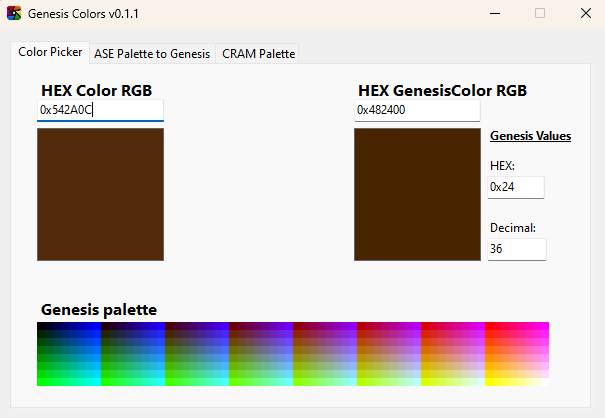 Genesis Colors v0.1.1
Color Picker ASE Palette to Genesis CRAM Palette
HEX Color RGB HEX GenesisColor RGB
0x542A0C 0x482400
Genesis Values
HEX:
0x24
Decimal:
36
Genesis palette